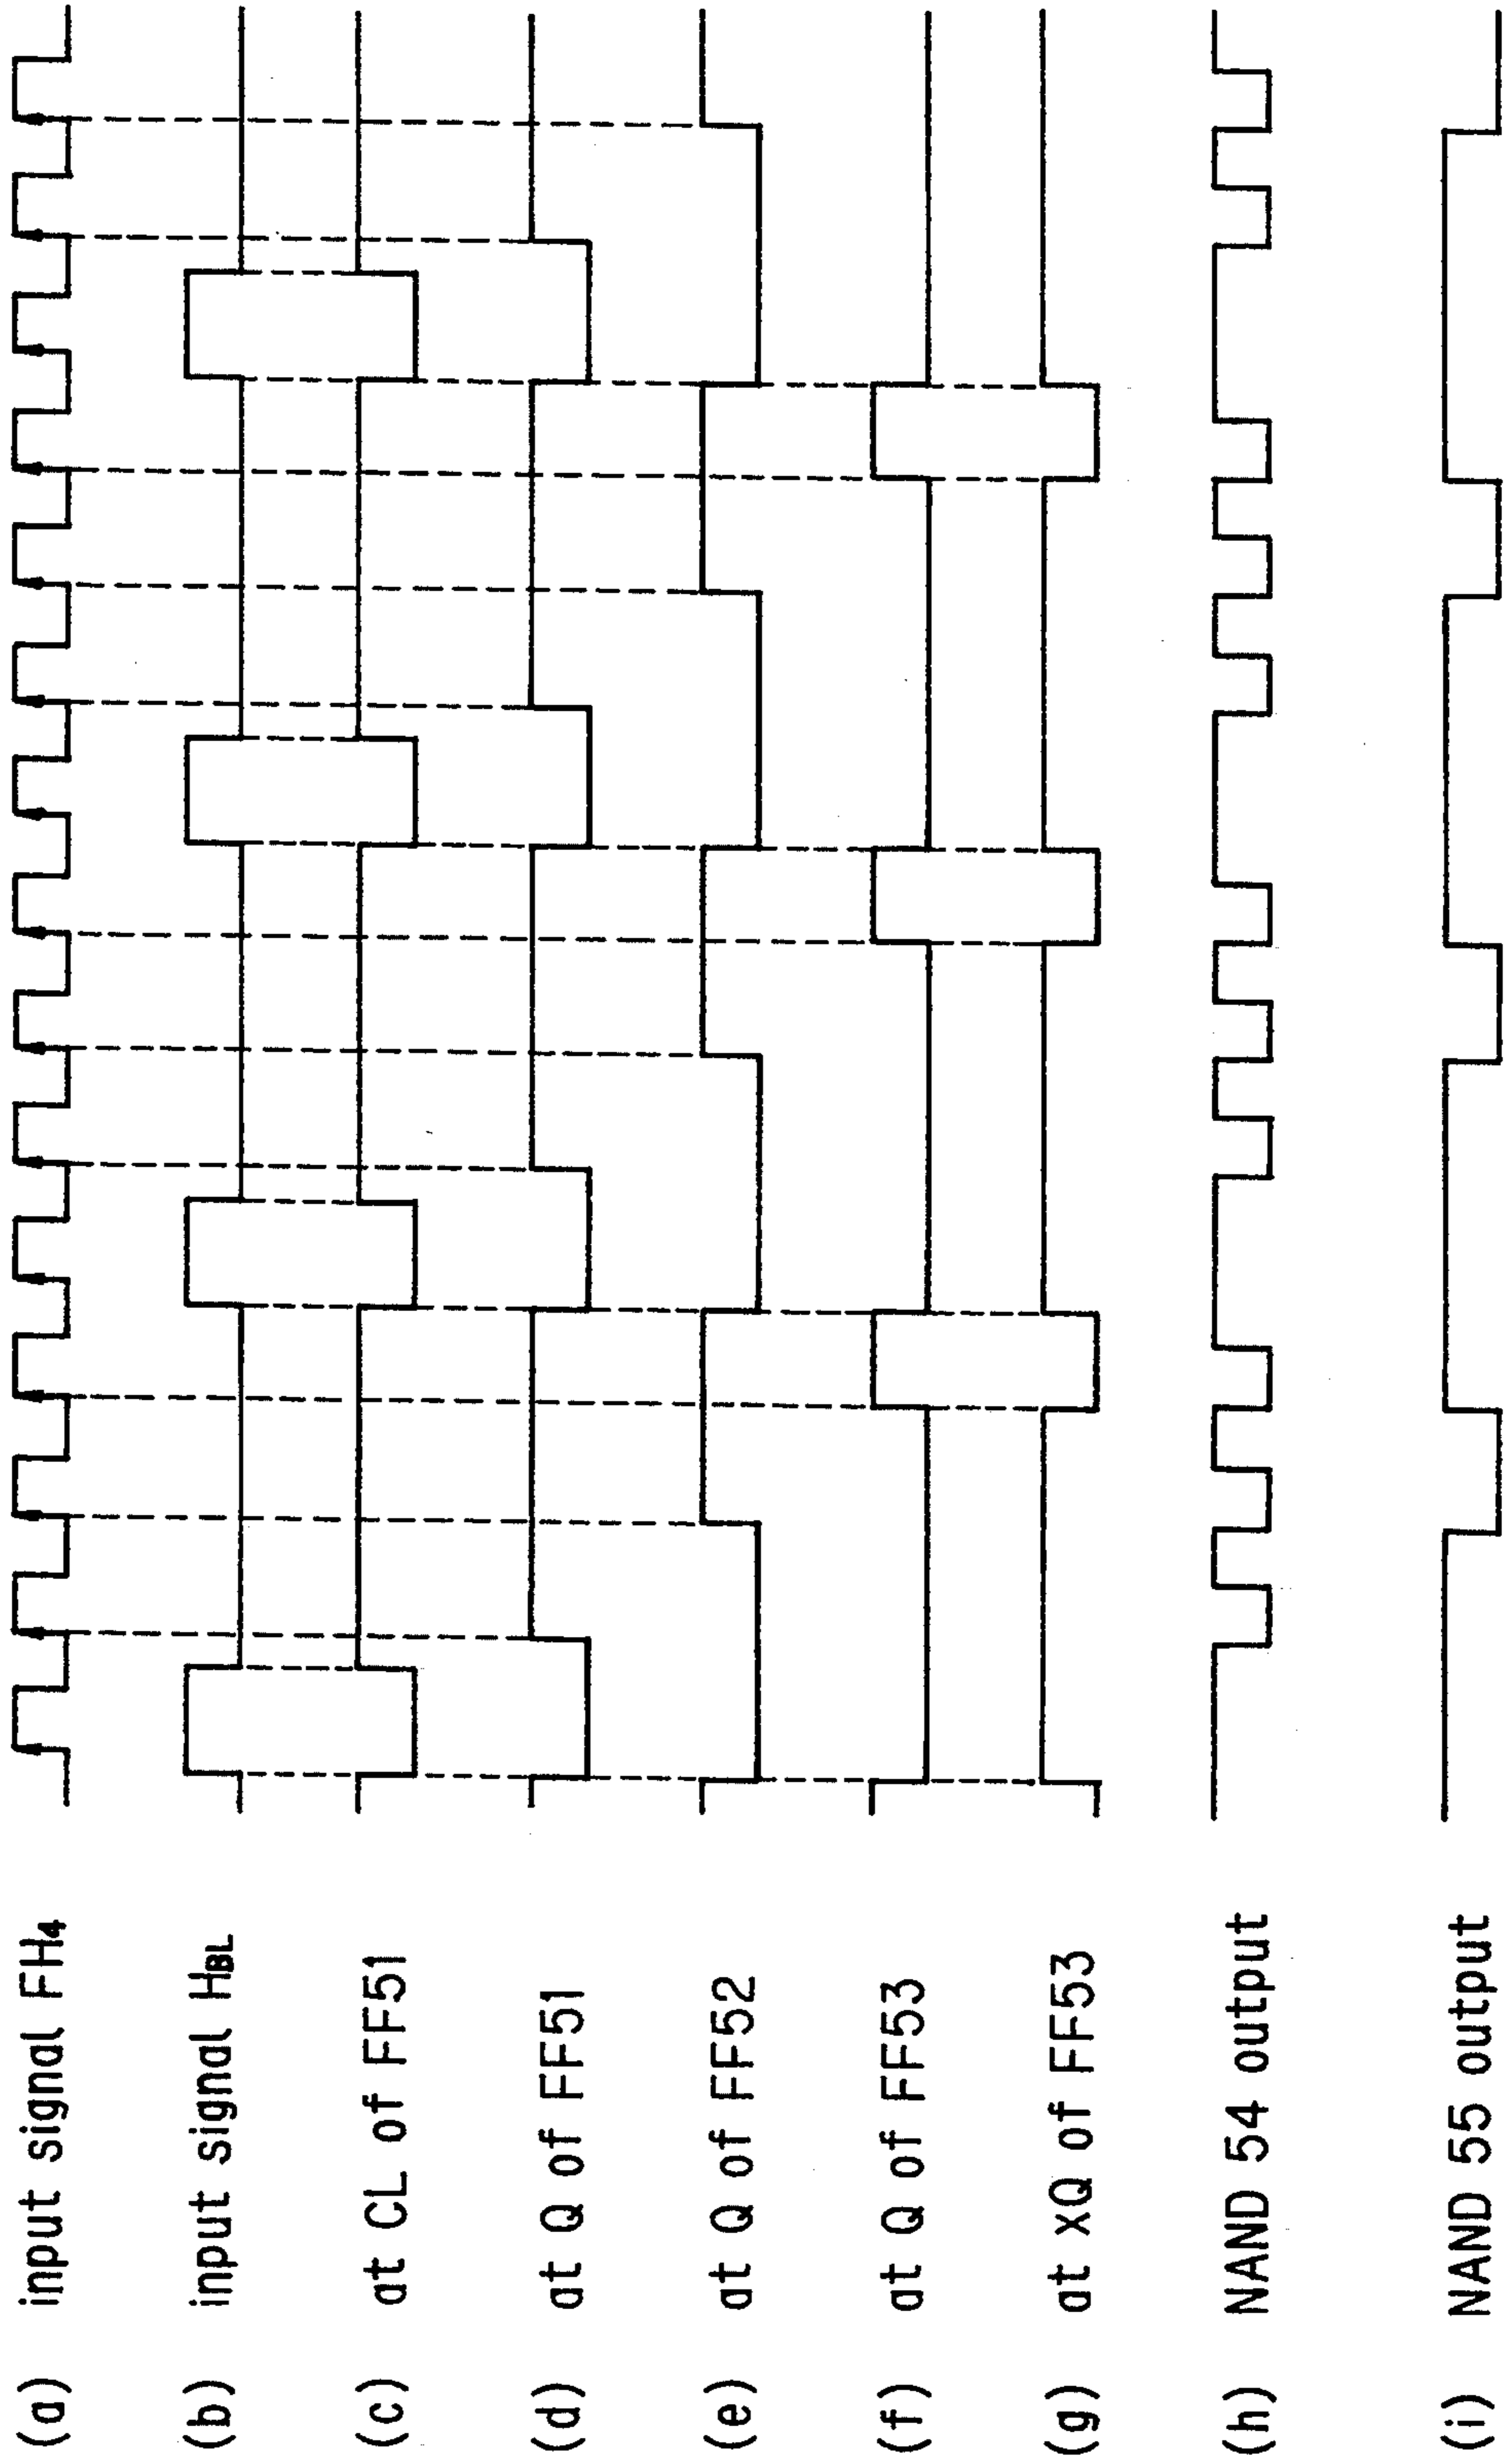 (a) input signal FH4
(b) input signal HBL
(c) at CL of FF51
(d) at Q of FF51
(e) at Q of FF52
(f) at Q of FF53
(g) at xQ of FF53
(h) NAND 54 output
(i) NAND 55 output